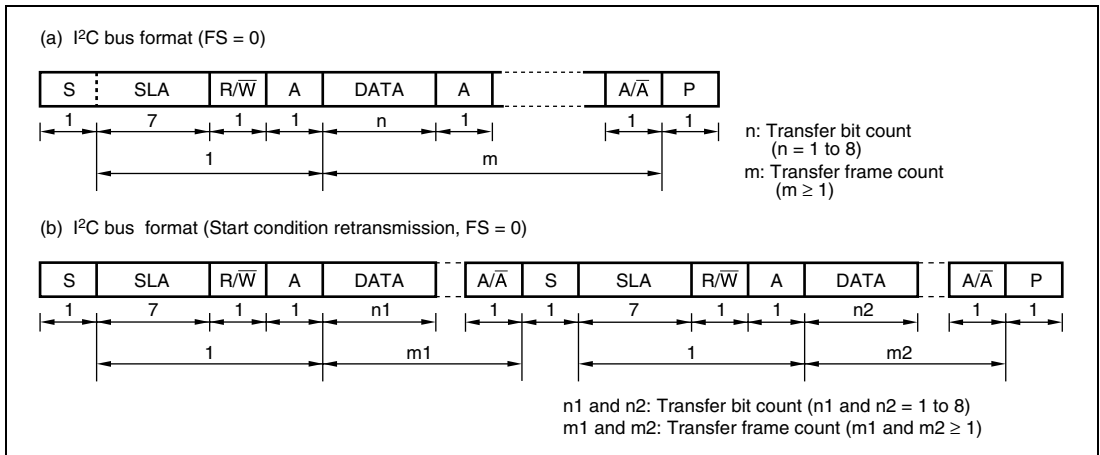 (a) I²C bus format (FS = 0)
S SLA R/W̅ A DATA A A/A̅ P
1 7 1 1 n 1 1 1
1 m
n: Transfer bit count
(n = 1 to 8)
m: Transfer frame count
(m ≥ 1)
(b) I²C bus format (Start condition retransmission, FS = 0)
S SLA R/W̅ A DATA A/A̅ S SLA R/W̅ A DATA A/A̅ P
1 7 1 1 n1 1 1 7 1 1 n2 1 1
1 m1 1 m2
n1 and n2: Transfer bit count (n1 and n2 = 1 to 8)
m1 and m2: Transfer frame count (m1 and m2 ≥ 1)